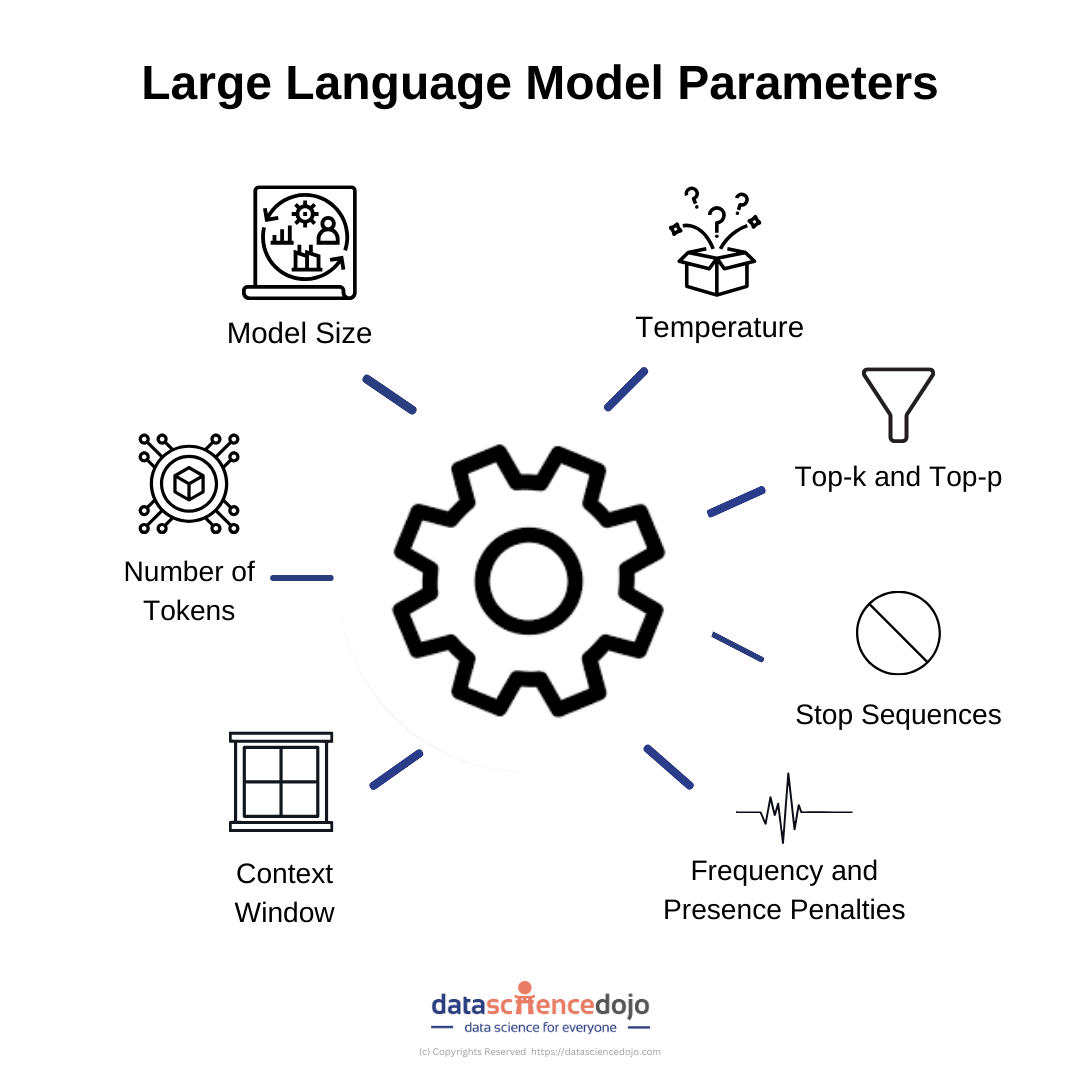 Large Language Model Parameters
Model Size
Temperature
Top-k and Top-p
Number of
Tokens
Stop Sequences
Context
Window
Frequency and
Presence Penalties
datasciencedojo
data science for everyone
(c) Copyrights Reserved https://datasciencedojo.com